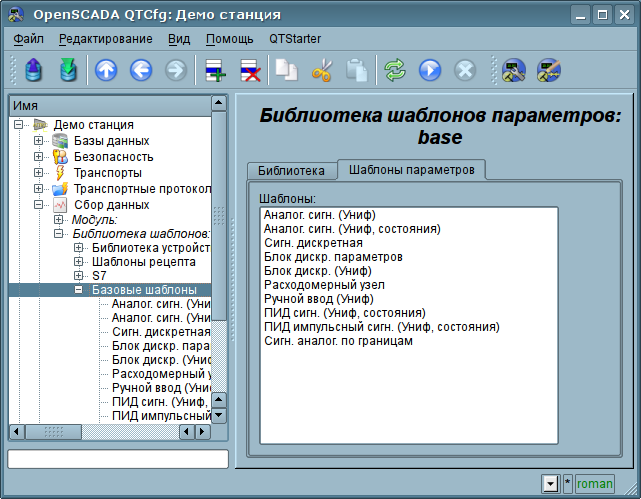 OpenSCADA QTCfg: Демо станция
Файл Редактирование Вид Помощь QTStarter
Имя
Демо станция
Базы данных
Безопасность
Транспорты
Транспортные протокол
Сбор данных
Модуль:
Библиотека шаблонов:
Библиотека устройст
Шаблоны рецепта
S7
Базовые шаблоны
Аналог. сигн. (Уни
Аналог. сигн. (Уни
Сигн. дискретная
Блок дискр. пара
Блок дискр. (Униф
Расходомерный у
Ручной ввод (Униф
ПИД сигн. (Униф,
ПИД импульсный
Библиотека шаблонов параметров:
base
Библиотека Шаблоны параметров
Шаблоны:
Аналог. сигн. (Униф)
Аналог. сигн. (Униф, состояния)
Сигн. дискретная
Блок дискр. параметров
Блок дискр. (Униф)
Расходомерный узел
Ручной ввод (Униф)
ПИД сигн. (Униф, состояния)
ПИД импульсный сигн. (Униф, состояния)
Сигн. аналог. по границам
* roman